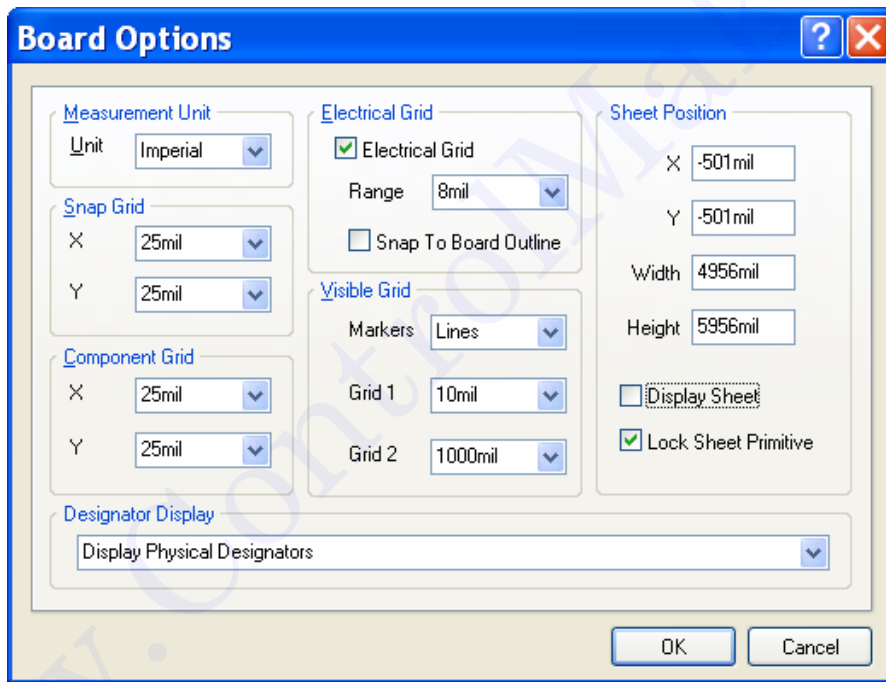 Board Options
Measurement Unit
Unit Imperial
Snap Grid
X 25mil
Y 25mil
Component Grid
X 25mil
Y 25mil
Electrical Grid
Electrical Grid
Range 8mil
Snap To Board Outline
Visible Grid
Markers Lines
Grid 1 10mil
Grid 2 1000mil
Sheet Position
X -501mil
Y -501mil
Width 4956mil
Height 5956mil
Display Sheet
Lock Sheet Primitive
Designator Display
Display Physical Designators
OK Cancel